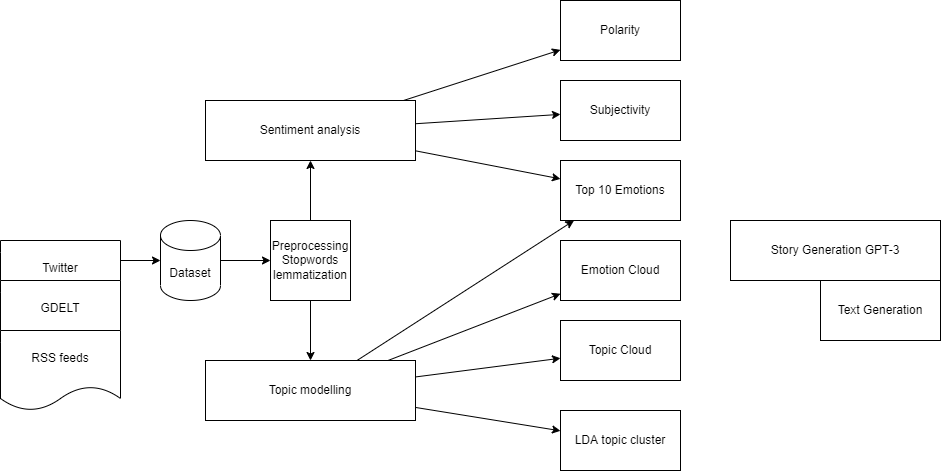 Polarity
Sentiment analysis
Subjectivity
Top 10 Emotions
Twitter
GDELT
RSS feeds
Dataset
Preprocessing
Stopwords
lemmatization
Emotion Cloud
Topic Cloud
Topic modelling
LDA topic cluster
Story Generation GPT-3
Text Generation